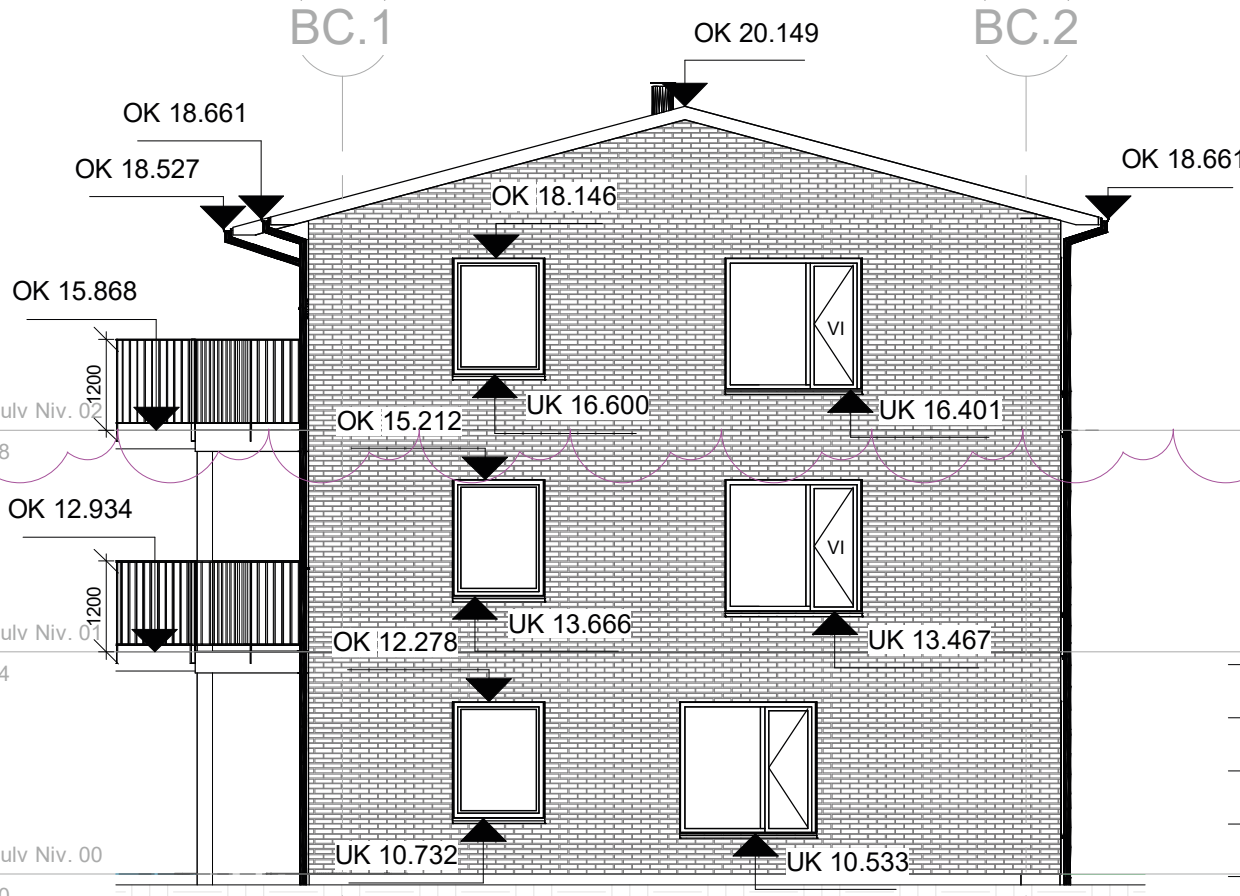 BC.1
BC.2
OK 20.149
OK 18.661
OK 18.527
OK 18.661
OK 18.146
OK 15.868
VI
1200
UK 16.600
UK 16.401
ulv Niv. 02
OK 15.212
8
OK 12.934
VI
1200
UK 13.666
ulv Niv. 01
OK 12.278
UK 13.467
4
ulv Niv. 00
UK 10.732
UK 10.533